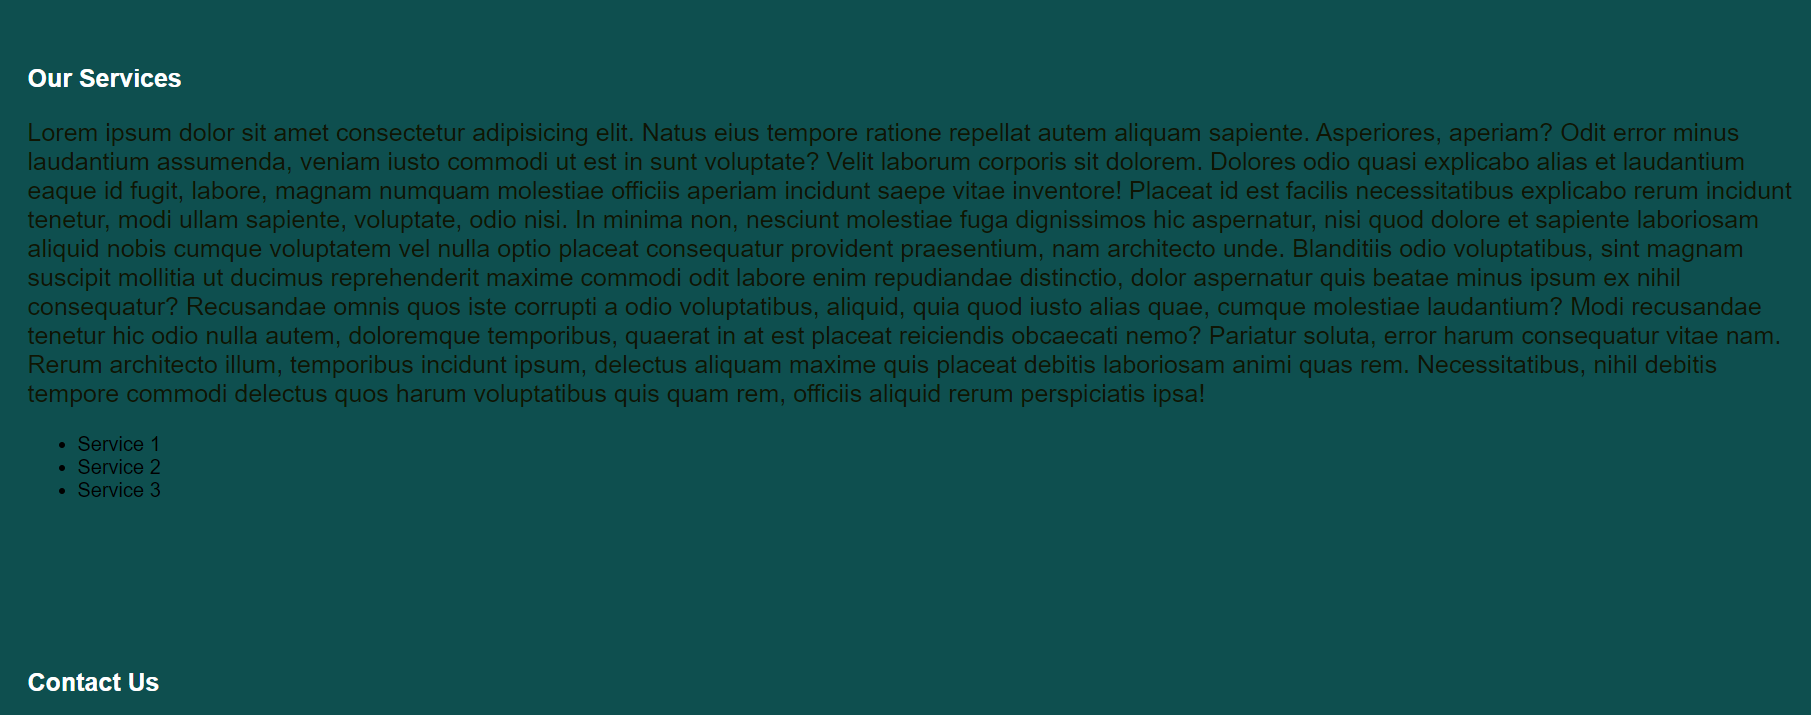 Our Services
Lorem ipsum dolor sit amet consectetur adipisicing elit. Natus eius tempore ratione repellat autem aliquam sapiente. Asperiores, aperiam? Odit error minus
laudantium assumenda, veniam iusto commodi ut est in sunt voluptate? Velit laborum corporis sit dolorem. Dolores odio quasi explicabo alias et laudantium
eaque id fugit, labore, magnam numquam molestiae officiis aperiam incidunt saepe vitae inventore! Placeat id est facilis necessitatibus explicabo rerum incidunt
tenetur, modi ullam sapiente, voluptate, odio nisi. In minima non, nesciunt molestiae fuga dignissimos hic aspernatur, nisi quod dolore et sapiente laboriosam
aliquid nobis cumque voluptatem vel nulla optio placeat consequatur provident praesentium, nam architecto unde. Blanditiis odio voluptatibus, sint magnam
suscipit mollitia ut ducimus reprehenderit maxime commodi odit labore enim repudiandae distinctio, dolor aspernatur quis beatae minus ipsum ex nihil
consequatur? Recusandae omnis quos iste corrupti a odio voluptatibus, aliquid, quia quod iusto alias quae, cumque molestiae laudantium? Modi recusandae
tenetur hic odio nulla autem, doloremque temporibus, quaerat in at est placeat reiciendis obcaecati nemo? Pariatur soluta, error harum consequatur vitae nam.
Rerum architecto illum, temporibus incidunt ipsum, delectus aliquam maxime quis placeat debitis laboriosam animi quas rem. Necessitatibus, nihil debitis
tempore commodi delectus quos harum voluptatibus quis quam rem, officiis aliquid rerum perspiciatis ipsa!
• Service 1
• Service 2
• Service 3
Contact Us